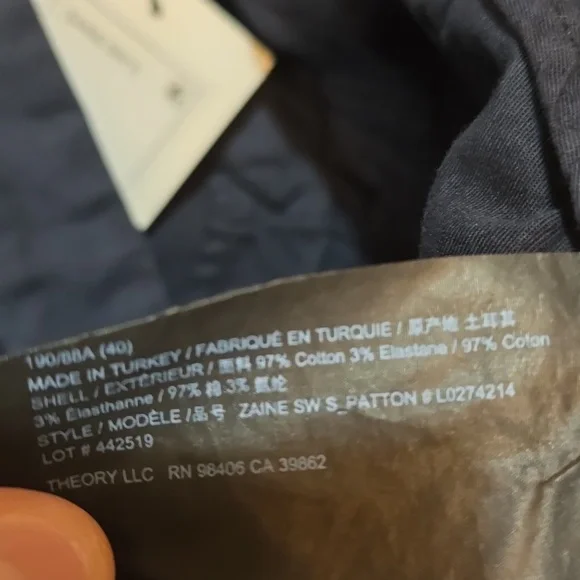 190/88A (40)
MADE IN TURKEY / FABRIQUÉ EN TURQUIE / 原产地 土耳其
SHELL / EXTÉRIEUR / 面料 97% Cotton 3% Elastane / 97% Coton
3% Élasthanne / 97% 棉 3% 氨纶
STYLE / MODÈLE / 品号 ZAINE SW S_PATTON # L0274214
LOT # 442519
THEORY LLC RN 98406 CA 39862